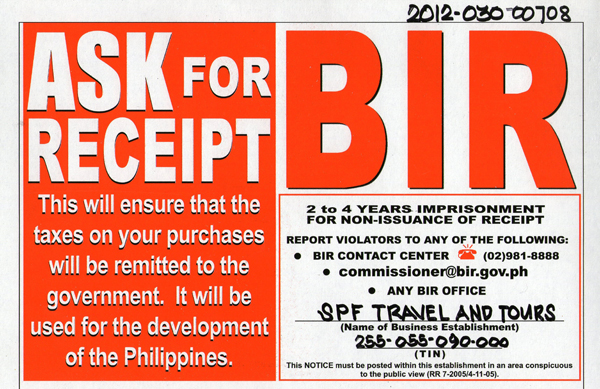 2012-030-00708
ASK FOR
RECEIPT
This will ensure that the
taxes on your purchases
will be remitted to the
government. It will be
used for the development
of the Philippines.
BIR
2 to 4 YEARS IMPRISONMENT
FOR NON-ISSUANCE OF RECEIPT
REPORT VIOLATORS TO ANY OF THE FOLLOWING:
• BIR CONTACT CENTER ☎ (02)981-8888
• commissioner@bir.gov.ph
• ANY BIR OFFICE
SPF TRAVEL AND TOURS
(Name of Business Establishment)
255-055-090-000
(TIN)
This NOTICE must be posted within this establishment in an area conspicuous
to the public view (RR 7-2005/4-11-05).